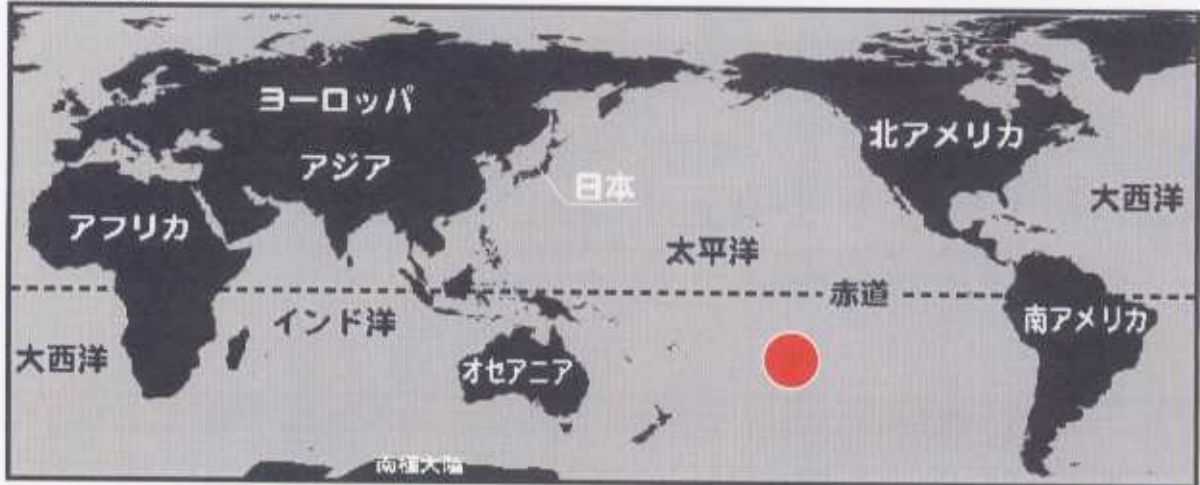 ヨーロッパ
アジア
アフリカ
日本
北アメリカ
大西洋
太平洋
赤道
インド洋
南アメリカ
大西洋
オセアニア
南極大陸